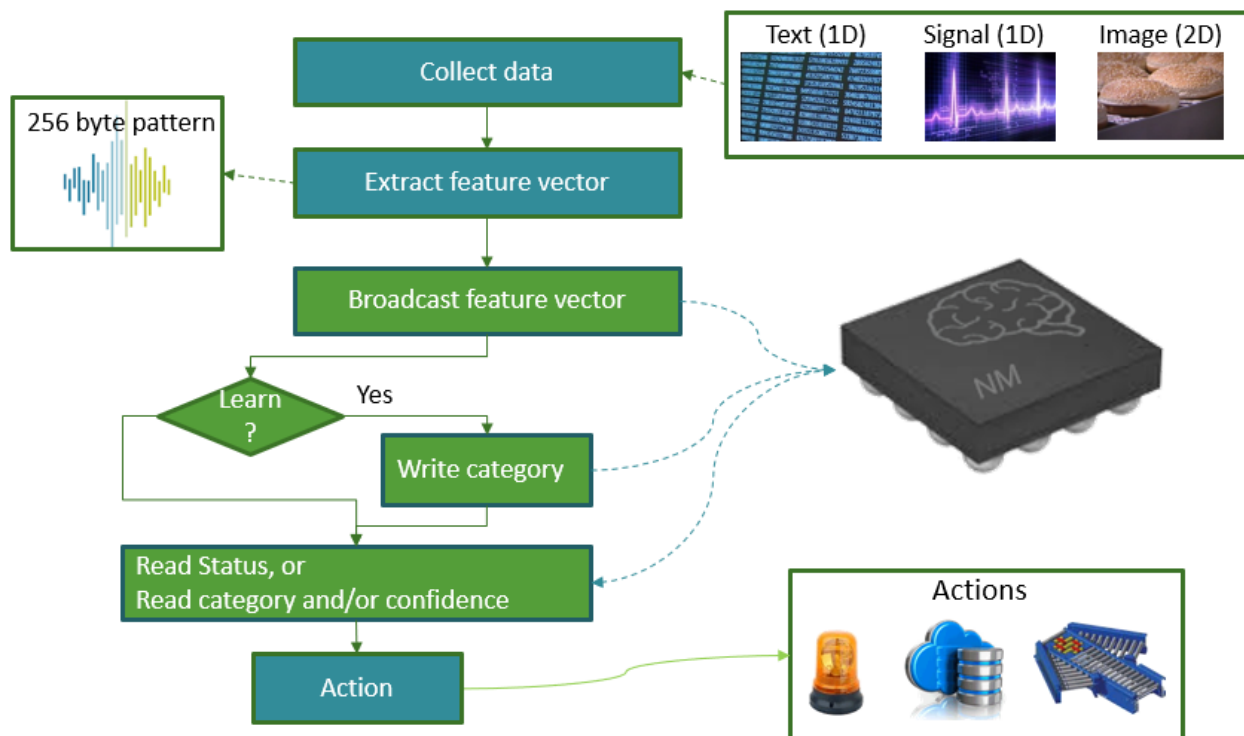 Text (1D)
Signal (1D)
Image (2D)
Collect data
256 byte pattern
Extract feature vector
Broadcast feature vector
Learn
?
Yes
Write category
NM
Read Status, or
Read category and/or confidence
Actions
Action